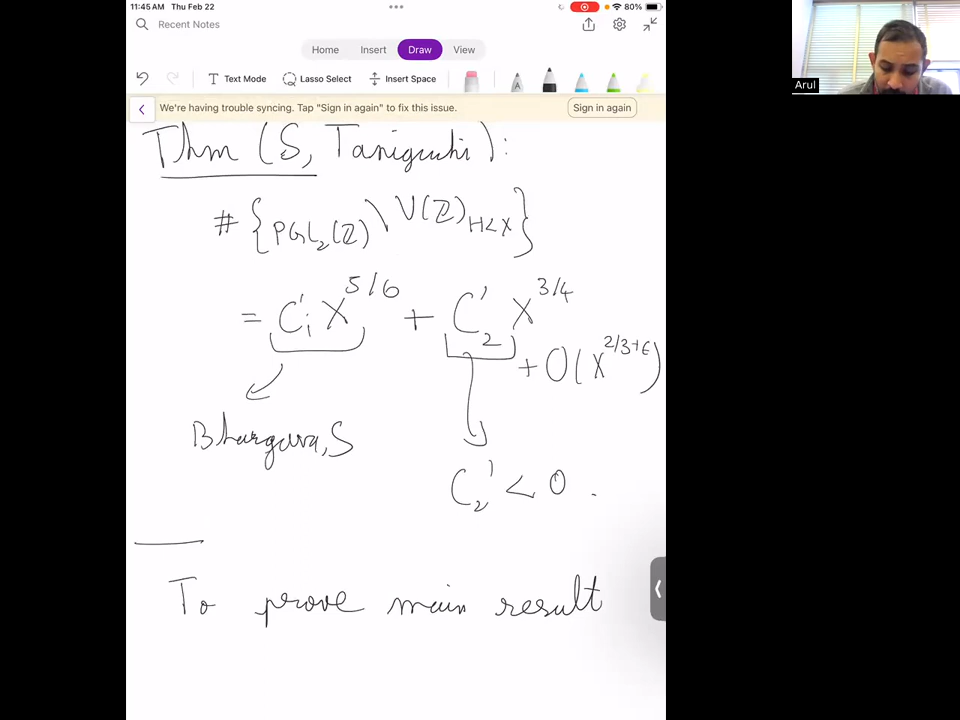 11:45 AM Thu Feb 22
80%
Recent Notes
Home Insert Draw View
Text Mode Lasso Select Insert Space
We're having trouble syncing. Tap "Sign in again" to fix this issue. Sign in again
Arul
Thm (S, Taniguchi):
# { PGL₂(ℤ) \ V(ℤ)_{H<X} }
= C₁' X^{5/6} + C₂' X^{3/4}
+ O(X^{2/3+ε})
Bhargava, S
C₂' < 0 .
To prove main result